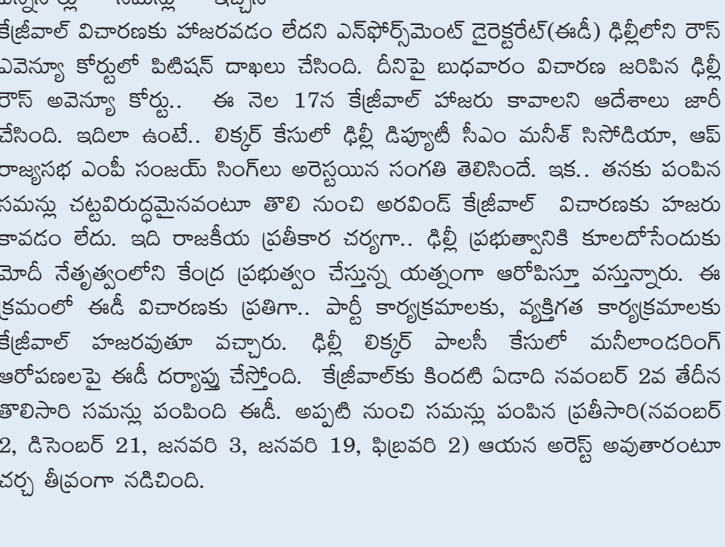 కేజ్రీవాల్ విచారణకు హాజరవడం లేదని ఎన్‌ఫోర్స్‌మెంట్ డైరెక్టరేట్(ఈడీ) ఢిల్లీలోని రౌస్
ఎవెన్యూ కోర్టులో పిటిషన్ దాఖలు చేసింది. దీనిపై బుధవారం విచారణ జరిపిన ఢిల్లీ
రౌస్ అవెన్యూ కోర్టు.. ఈ నెల 17న కేజ్రీవాల్ హాజరు కావాలని ఆదేశాలు జారీ
చేసింది. ఇదిలా ఉంటే.. లిక్కర్ కేసులో ఢిల్లీ డిప్యూటీ సీఎం మనీశ్ సిసోడియా, ఆప్
రాజ్యసభ ఎంపీ సంజయ్ సింగ్‌లు అరెస్టయిన సంగతి తెలిసిందే. ఇక.. తనకు పంపిన
సమన్లు చట్టవిరుద్ధమైనవంటూ తొలి నుంచి అరవింద్ కేజ్రీవాల్ విచారణకు హజరు
కావడం లేదు. ఇది రాజకీయ ప్రతీకార చర్యగా.. ఢిల్లీ ప్రభుత్వానికి కూలదోసేందుకు
మోదీ నేతృత్వంలోని కేంద్ర ప్రభుత్వం చేస్తున్న యత్నంగా ఆరోపిస్తూ వస్తున్నారు. ఈ
క్రమంలో ఈడీ విచారణకు ప్రతిగా.. పార్టీ కార్యక్రమాలకు, వ్యక్తిగత కార్యక్రమాలకు
కేజ్రీవాల్ హజరవుతూ వచ్చారు. ఢిల్లీ లిక్కర్ పాలసీ కేసులో మనీలాండరింగ్
ఆరోపణలపై ఈడీ దర్యాప్తు చేస్తోంది. కేజ్రీవాల్‌కు కిందటి ఏడాది నవంబర్ 2వ తేదీన
తొలిసారి సమన్లు పంపింది ఈడీ. అప్పటి నుంచి సమన్లు పంపిన ప్రతీసారి(నవంబర్
2, డిసెంబర్ 21, జనవరి 3, జనవరి 19, ఫిబ్రవరి 2) ఆయన అరెస్ట్ అవుతారంటూ
చర్చ తీవ్రంగా నడిచింది.